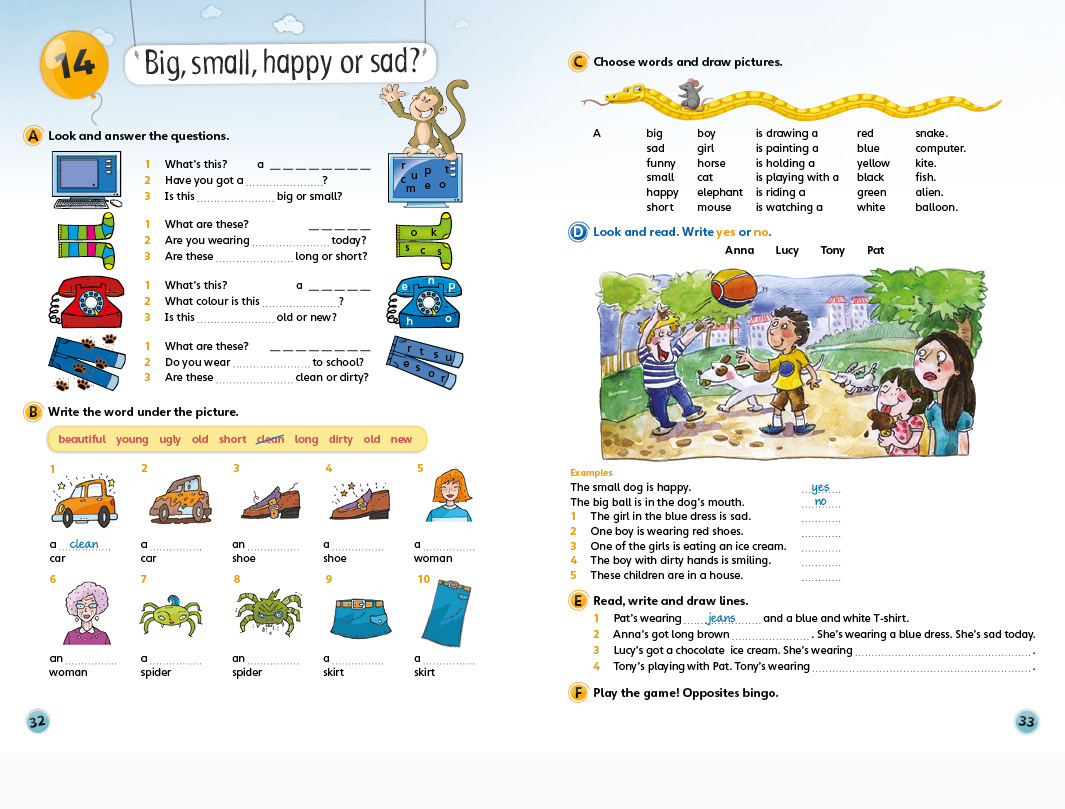 14
'Big, small, happy or sad?'
A Look and answer the questions.
1 What's this? a _ _ _ _ _ _ _ _
2 Have you got a ....................?
3 Is this .................... big or small?
r
u p t
c m e o
1 What are these? _ _ _ _ _
2 Are you wearing .................... today?
3 Are these .................... long or short?
o k
s c s
1 What's this? a _ _ _ _ _
2 What colour is this ....................?
3 Is this .................... old or new?
e n p
h o
1 What are these? _ _ _ _ _ _ _ _
2 Do you wear .................... to school?
3 Are these .................... clean or dirty?
r t s u
e s o r
B Write the word under the picture.
beautiful young ugly old short clean long dirty old new
1 2 3 4 5
a clean a .............. an .............. a .............. a ..............
car car shoe shoe woman
6 7 8 9 10
an .............. a .............. an .............. a .............. a ..............
woman spider spider skirt skirt
32
C Choose words and draw pictures.
A big boy is drawing a red snake.
sad girl is painting a blue computer.
funny horse is holding a yellow kite.
small cat is playing with a black fish.
happy elephant is riding a green alien.
short mouse is watching a white balloon.
D Look and read. Write yes or no.
Anna Lucy Tony Pat
Examples
The small dog is happy. yes
The big ball is in the dog's mouth. no
1 The girl in the blue dress is sad. ..............
2 One boy is wearing red shoes. ..............
3 One of the girls is eating an ice cream. ..............
4 The boy with dirty hands is smiling. ..............
5 These children are in a house. ..............
E Read, write and draw lines.
1 Pat's wearing jeans and a blue and white T-shirt.
2 Anna's got long brown .................... . She's wearing a blue dress. She's sad today.
3 Lucy's got a chocolate ice cream. She's wearing .................... .
4 Tony's playing with Pat. Tony's wearing .................... .
F Play the game! Opposites bingo.
33